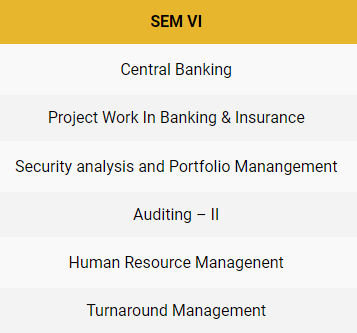 SEM VI
Central Banking
Project Work In Banking & Insurance
Security analysis and Portfolio Manangement
Auditing – II
Human Resource Managenent
Turnaround Management